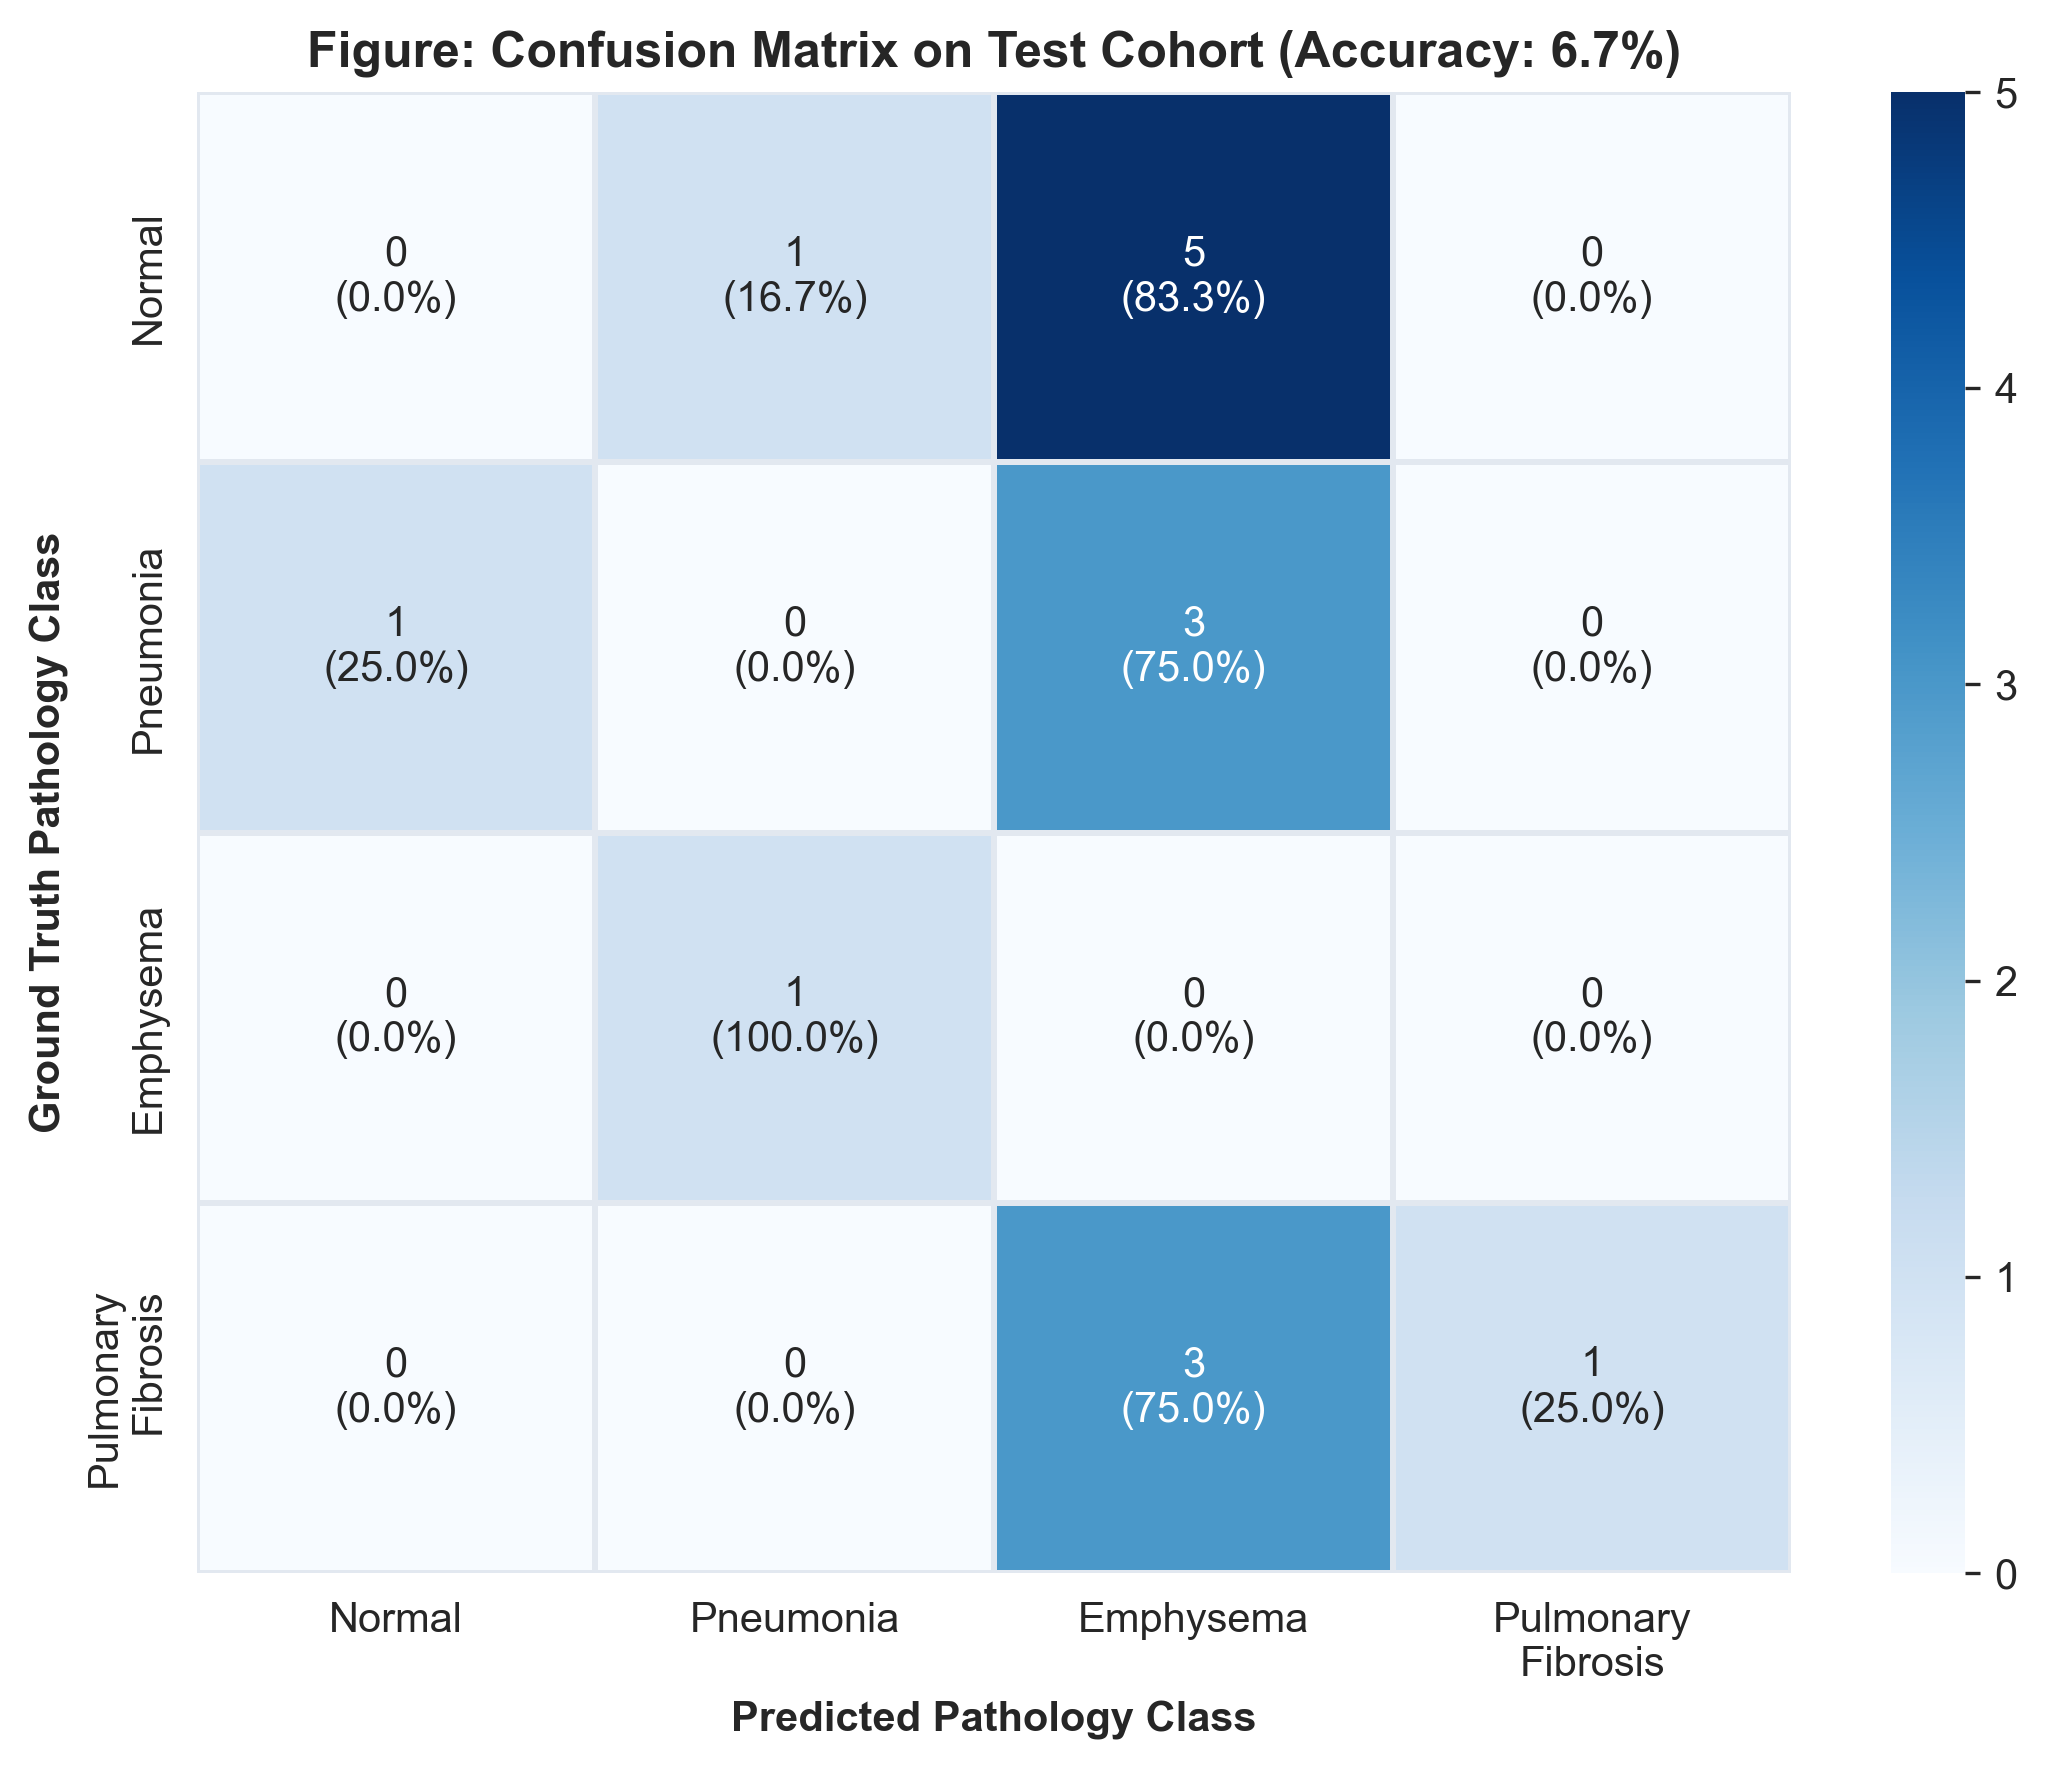 Figure: Confusion Matrix on Test Cohort (Accuracy: 6.7%)
Ground Truth Pathology Class
Normal
0
(0.0%)
1
(16.7%)
5
(83.3%)
0
(0.0%)
Pneumonia
1
(25.0%)
0
(0.0%)
3
(75.0%)
0
(0.0%)
Emphysema
0
(0.0%)
1
(100.0%)
0
(0.0%)
0
(0.0%)
Pulmonary
Fibrosis
0
(0.0%)
0
(0.0%)
3
(75.0%)
1
(25.0%)
Normal
Pneumonia
Emphysema
Pulmonary
Fibrosis
Predicted Pathology Class
5
4
3
2
1
0